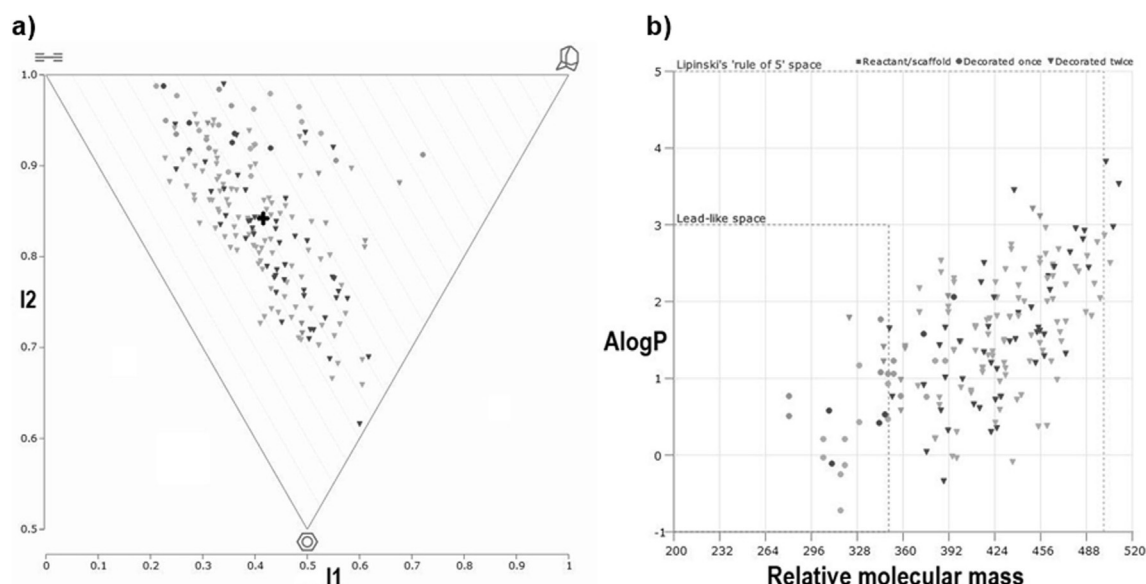 a)
1.0
0.9
0.8
I2
0.7
0.6
0.5
0 0.1 0.2 0.3 0.4 0.5 0.6 0.7 0.8 0.9 1
I1
b)
Lipinski's 'rule of 5' space
Reactant/scaffold Decorated once Decorated twice
5
4
Lead-like space
3
2
AlogP
1
0
-1
200 232 264 296 328 360 392 424 456 488 520
Relative molecular mass